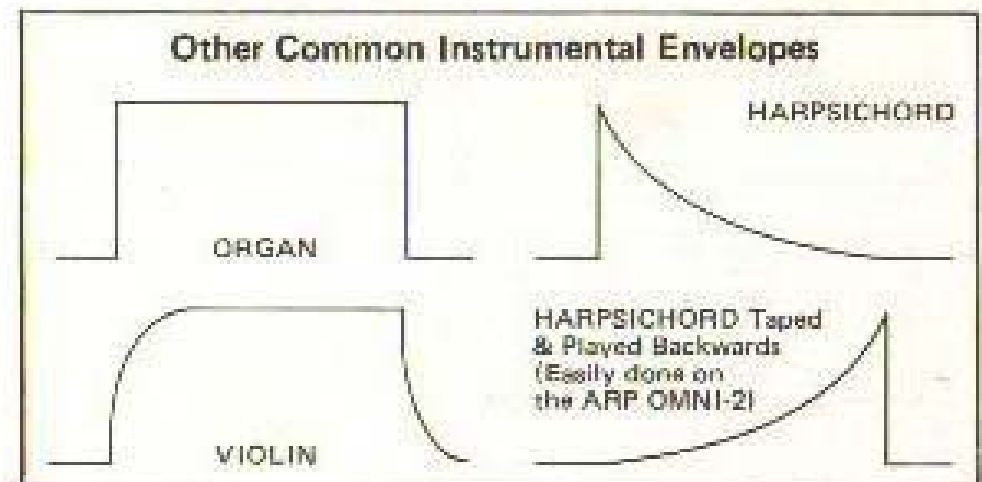 Other Common Instrumental Envelopes
HARPSICHORD
ORGAN
HARPSICHORD Taped
& Played Backwards
(Easily done on
the ARP OMNI-2)
VIOLIN